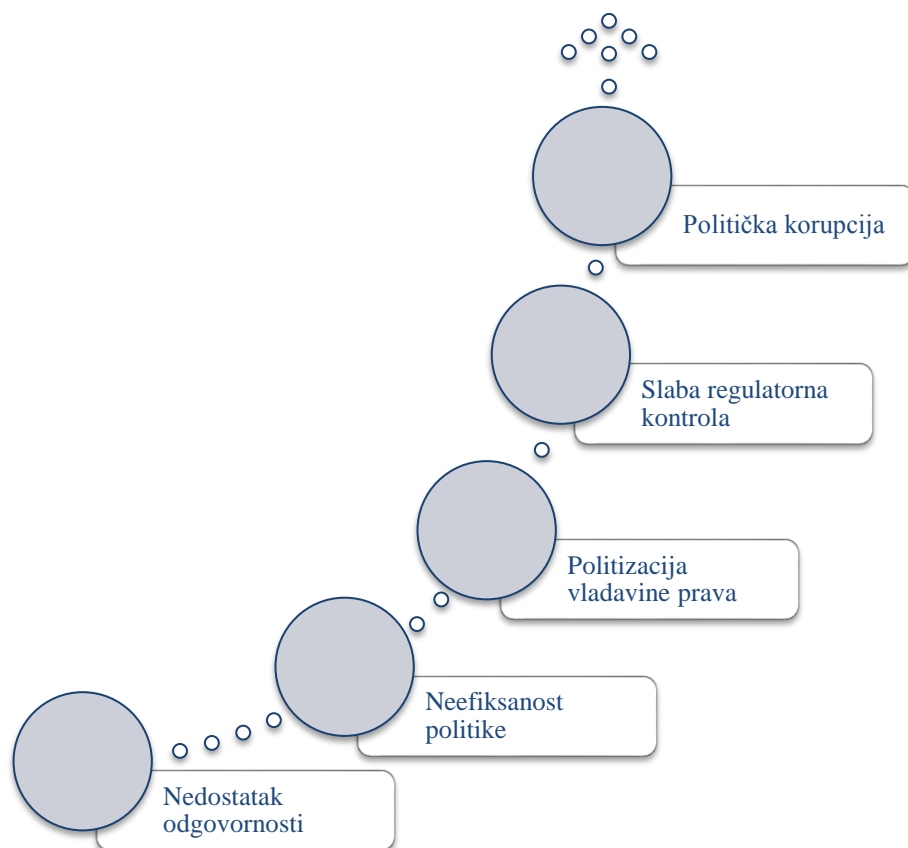 Politička korupcija
Slaba regulatorna
kontrola
Politizacija
vladavine prava
Neefiksanost
politike
Nedostatak
odgovornosti